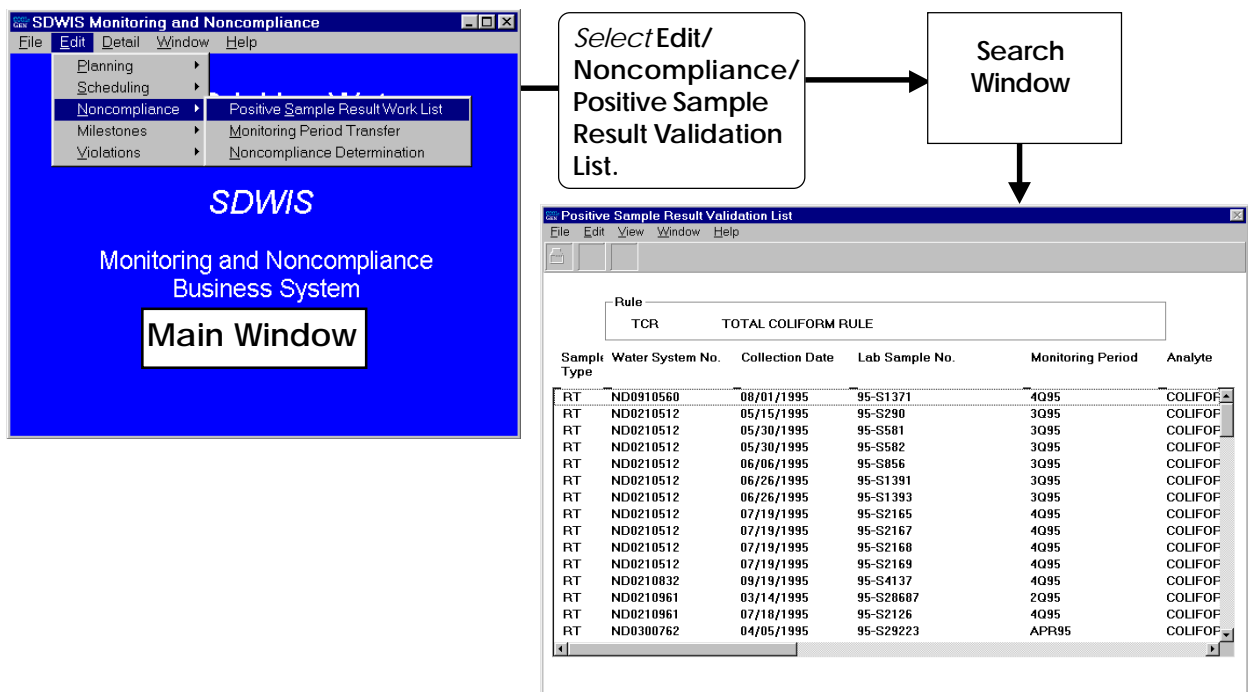 SDWIS Monitoring and Noncompliance
File Edit Detail Window Help
Planning
Scheduling
Noncompliance
Milestones
Violations
Positive Sample Result Work List
Monitoring Period Transfer
Noncompliance Determination
SDWIS
Monitoring and Noncompliance
Business System
Main Window
Select Edit/
Noncompliance/
Positive Sample
Result Validation
List.
Search
Window
Positive Sample Result Validation List
File Edit View Window Help
Rule
TCR TOTAL COLIFORM RULE
Sample Water System No. Collection Date Lab Sample No. Monitoring Period Analyte
Type
RT ND0910560 08/01/1995 95-S1371 4Q95 COLIFOR
RT ND0210512 05/15/1995 95-S290 3Q95 COLIFOR
RT ND0210512 05/30/1995 95-S581 3Q95 COLIFOR
RT ND0210512 05/30/1995 95-S582 3Q95 COLIFOR
RT ND0210512 06/06/1995 95-S856 3Q95 COLIFOR
RT ND0210512 06/26/1995 95-S1391 3Q95 COLIFOR
RT ND0210512 06/26/1995 95-S1393 3Q95 COLIFOR
RT ND0210512 07/19/1995 95-S2165 4Q95 COLIFOR
RT ND0210512 07/19/1995 95-S2167 4Q95 COLIFOR
RT ND0210512 07/19/1995 95-S2168 4Q95 COLIFOR
RT ND0210512 07/19/1995 95-S2169 4Q95 COLIFOR
RT ND0210832 09/19/1995 95-S4137 4Q95 COLIFOR
RT ND0210961 03/14/1995 95-S28687 2Q95 COLIFOR
RT ND0210961 07/18/1995 95-S2126 4Q95 COLIFOR
RT ND0300762 04/05/1995 95-S29223 APR95 COLIFOR